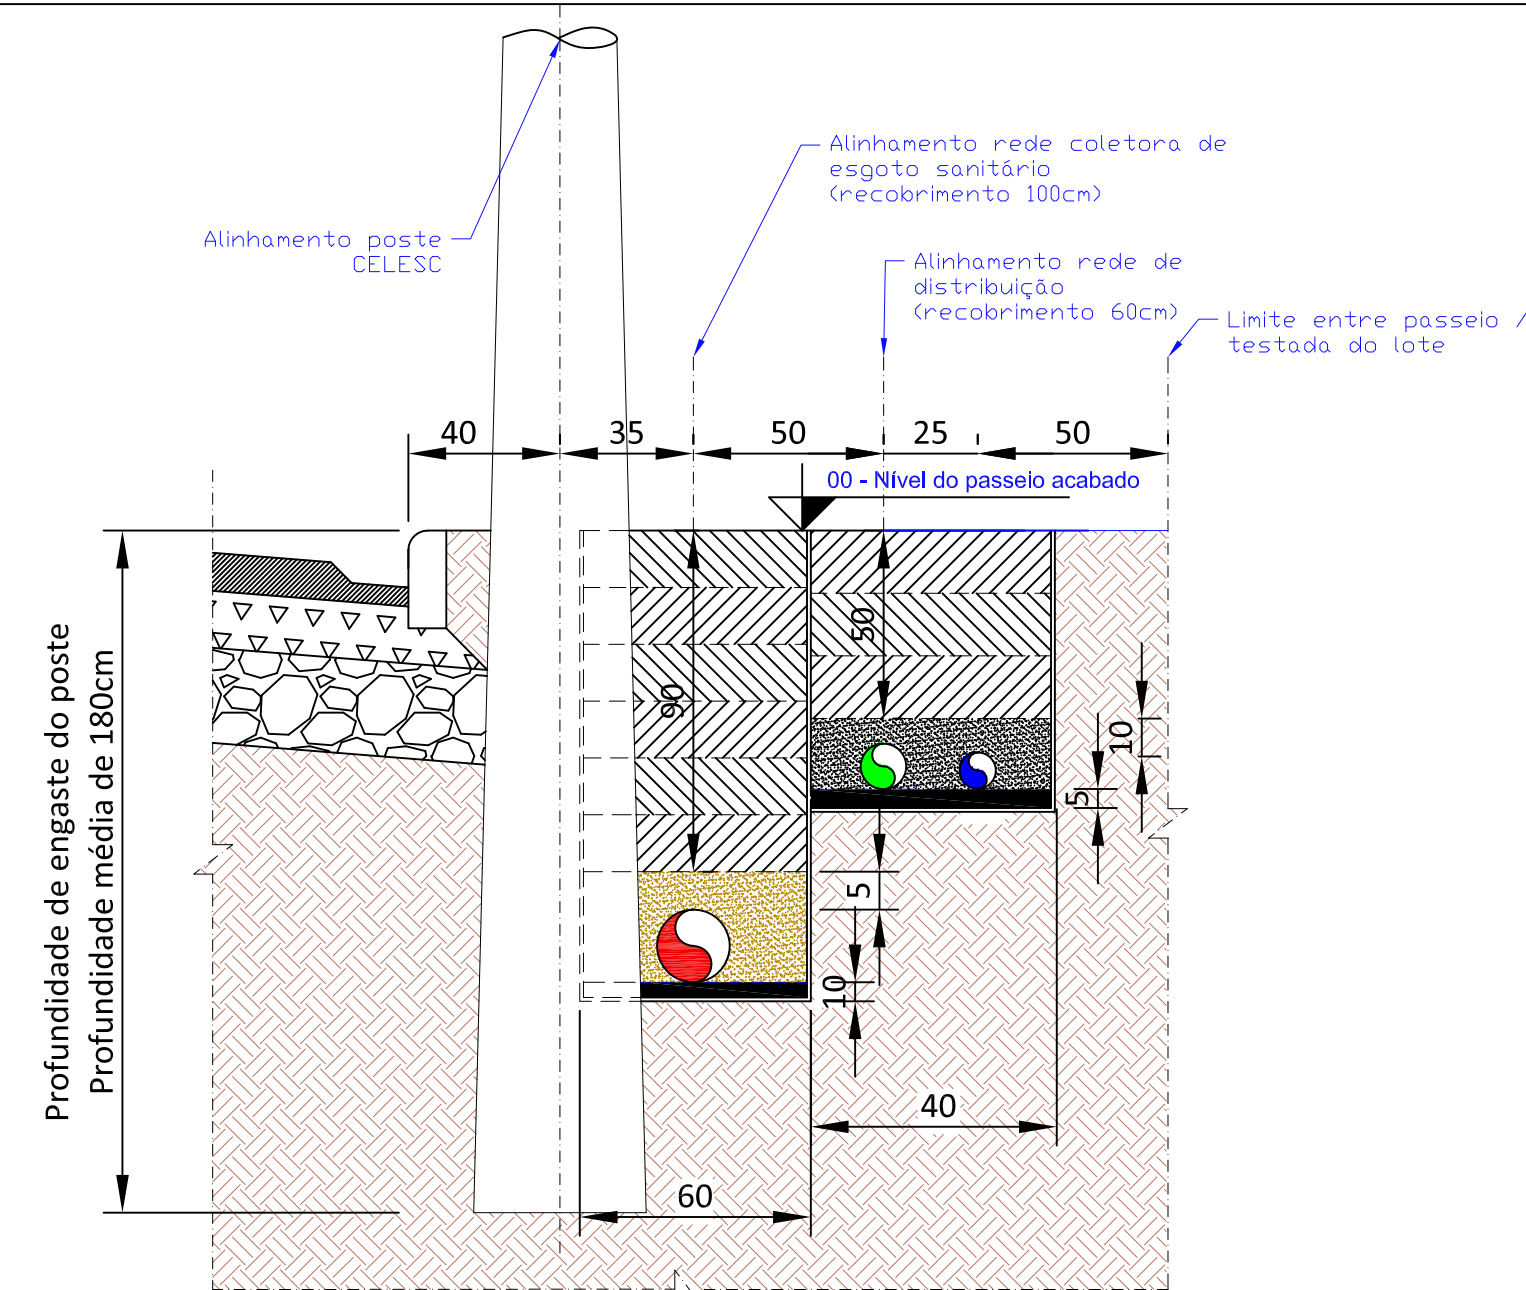 Alinhamento rede coletora de
esgoto sanitário
(recobrimento 100cm)
Alinhamento poste
CELESC
Alinhamento rede de
distribuição
(recobrimento 60cm)
Limite entre passeio /
testada do lote
40
35
50
25
50
00 - Nível do passeio acabado
Profundidade de engaste do poste
Profundidade média de 180cm
50
90
10
5
5
10
40
60